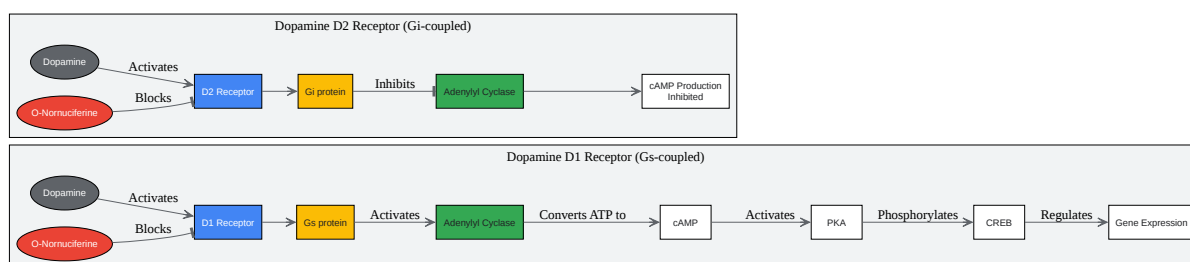 Dopamine D2 Receptor (Gi-coupled)
Dopamine
Activates
O-Nornuciferine
Blocks
D2 Receptor
Gi protein
Inhibits
Adenylyl Cyclase
cAMP Production
Inhibited
Dopamine D1 Receptor (Gs-coupled)
Dopamine
Activates
O-Nornuciferine
Blocks
D1 Receptor
Gs protein
Activates
Adenylyl Cyclase
Converts ATP to
cAMP
Activates
PKA
Phosphorylates
CREB
Regulates
Gene Expression